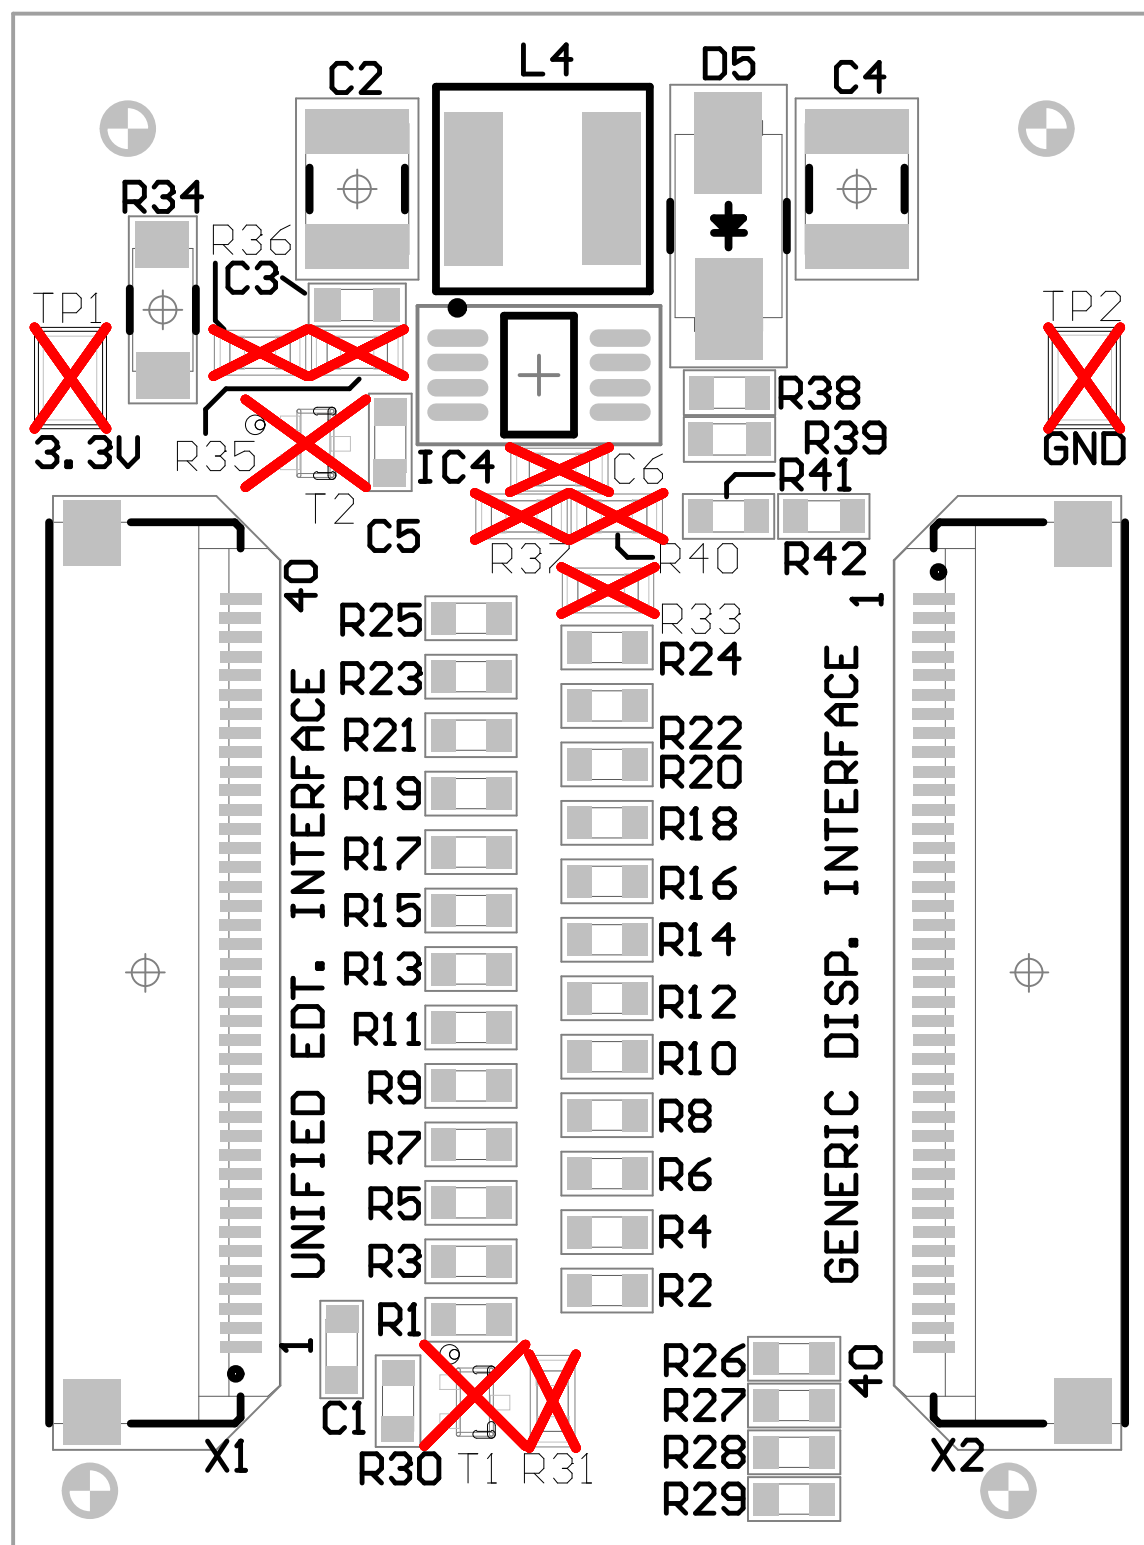 L4
D5
C2
C4
R34
R36
C3
TP1
TP2
R38
3.3V
R35
IC4
C6
R39
GND
R41
T2
C5
R37
R40
R42
40
1
R25
R33
R24
R23
R21
R22
R20
R19
R18
R17
R16
R15
R14
R13
R12
R11
R10
R9
R8
R7
R6
R5
R4
R3
R2
R1
UNIFIED EDT. INTERFACE
GENERIC DISP. INTERFACE
1
40
R26
C1
R27
X1
R30
T1
R31
R28
X2
R29